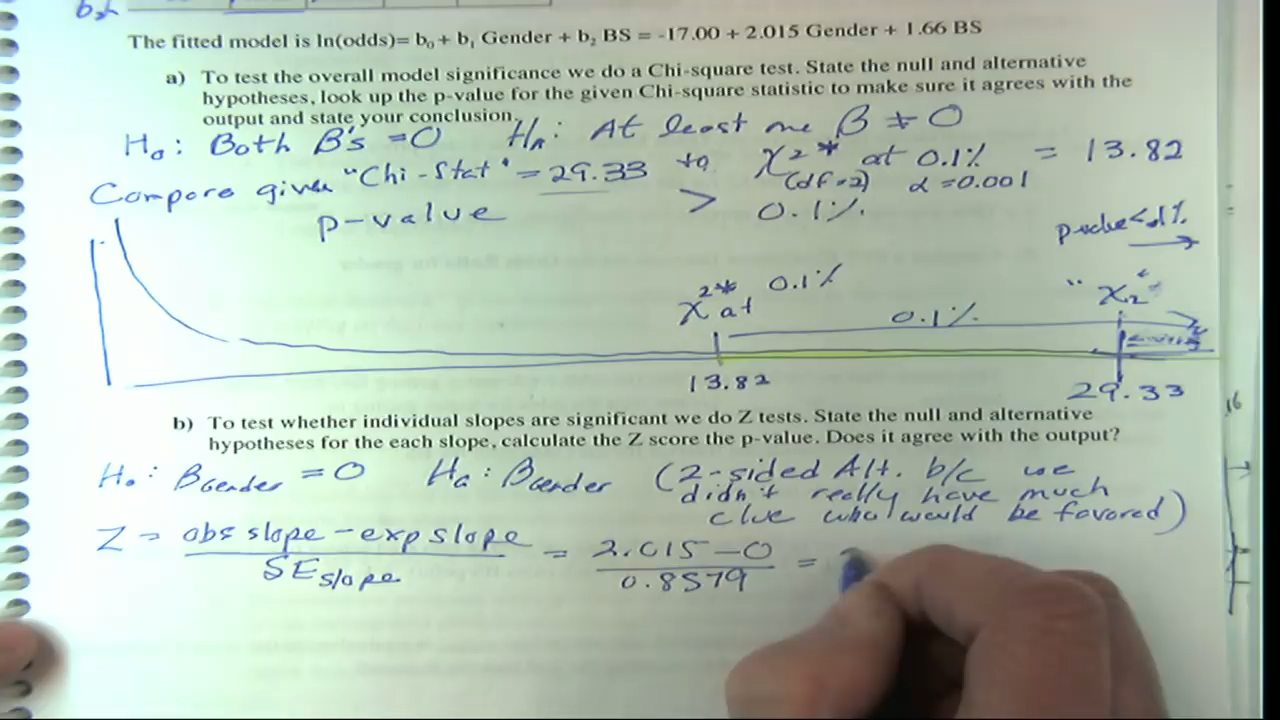 The fitted model is ln(odds)= b₀ + b₁ Gender + b₂ BS = -17.00 + 2.015 Gender + 1.66 BS
a) To test the overall model significance we do a Chi-square test. State the null and alternative
hypotheses, look up the p-value for the given Chi-square statistic to make sure it agrees with the
output and state your conclusion.
H₀: Both B's = 0 Hₐ: At least one B ≠ 0
Compare given "Chi-Stat" = 29.33 to χ²* at 0.1% = 13.82
(df=2) α=0.001
p-value > 0.1%
p-value < .1%
χ²* at 0.1%
0.1%
"χ²"
13.82
29.33
b) To test whether individual slopes are significant we do Z tests. State the null and alternative
hypotheses for the each slope, calculate the Z score the p-value. Does it agree with the output?
H₀: BGender = 0 Hₐ: BGender (2-sided Alt. b/c we
didn't really have much
clue who would be favored)
Z = obs slope - exp slope = 2.015 - 0 =
SE slope 0.8579
16